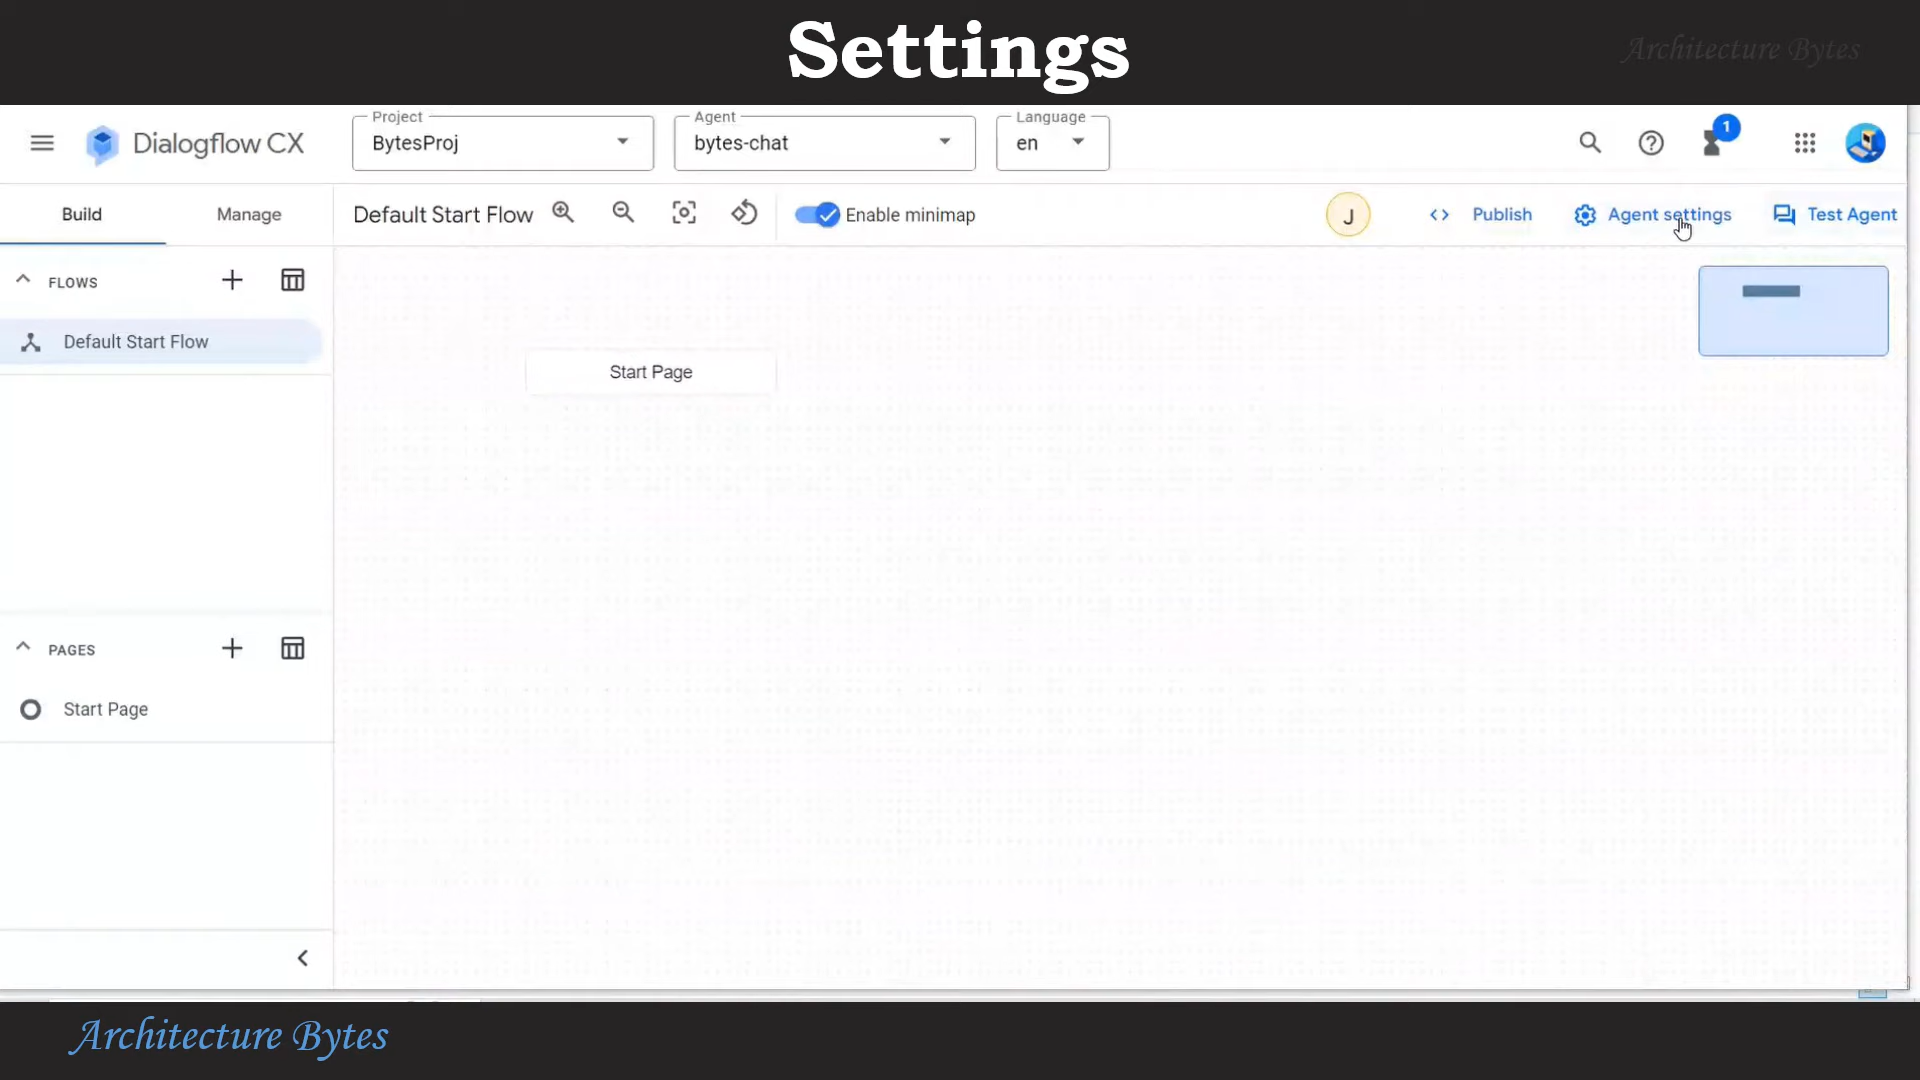 Settings
Architecture Bytes
Dialogflow CX
Project
BytesProj
Agent
bytes-chat
Language
en
1
Build
Manage
Default Start Flow
Enable minimap
J
Publish
Agent settings
Test Agent
FLOWS
Default Start Flow
Start Page
PAGES
Start Page
Architecture Bytes